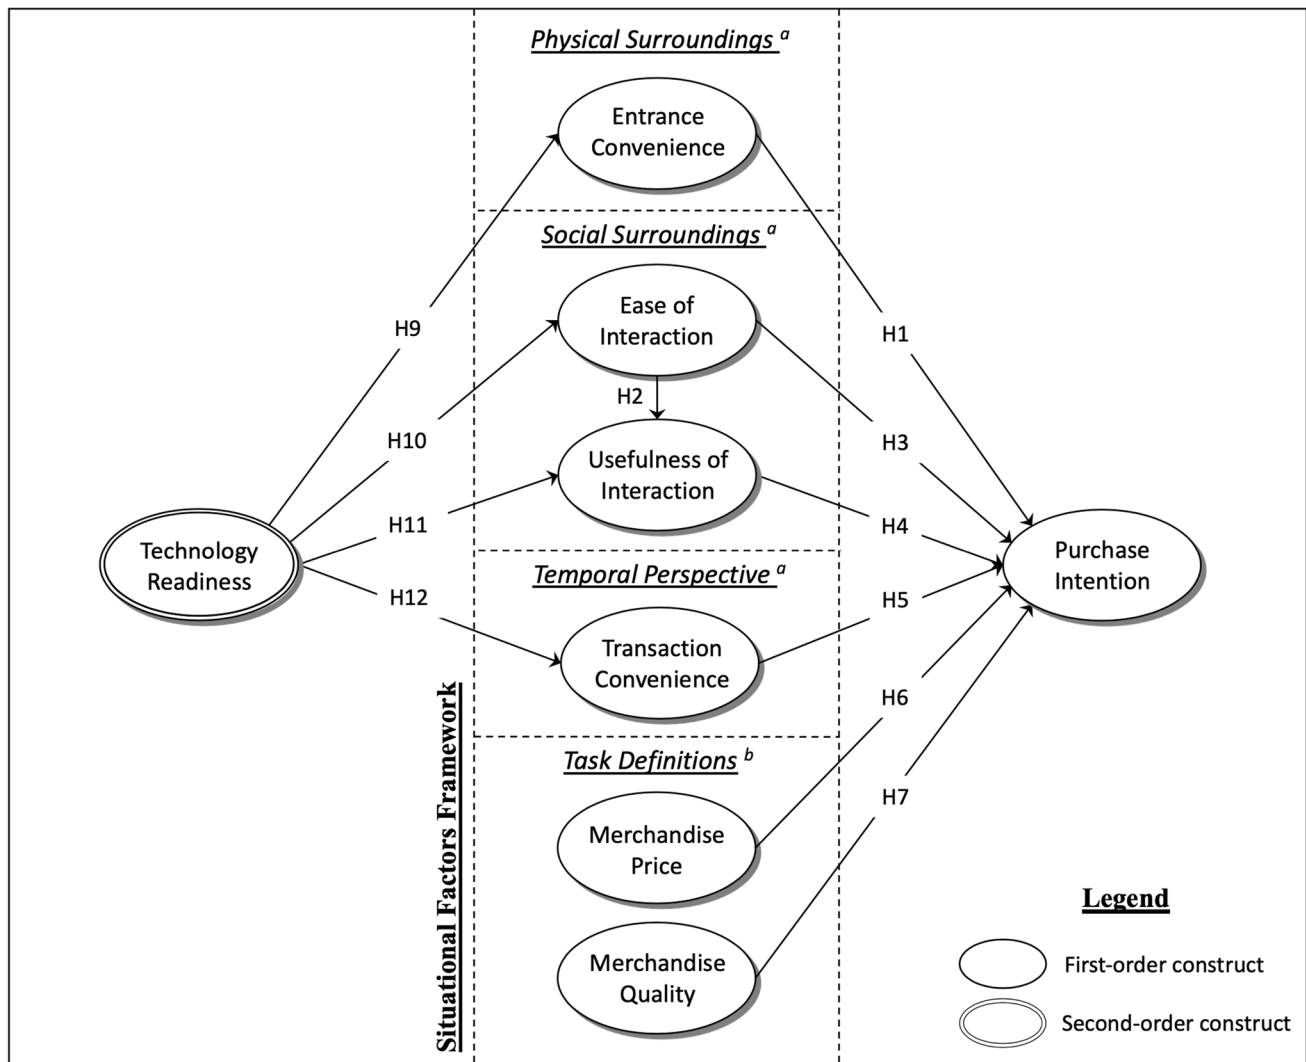 Physical Surroundings a
Entrance
Convenience
Social Surroundings a
Ease of
Interaction
H9
H1
H2
H10
H3
Usefulness of
Interaction
H11
H4
Technology
Readiness
Purchase
Intention
Temporal Perspective a
H12
H5
Transaction
Convenience
H6
Situational Factors Framework
Task Definitions b
H7
Merchandise
Price
Merchandise
Quality
Legend
First-order construct
Second-order construct